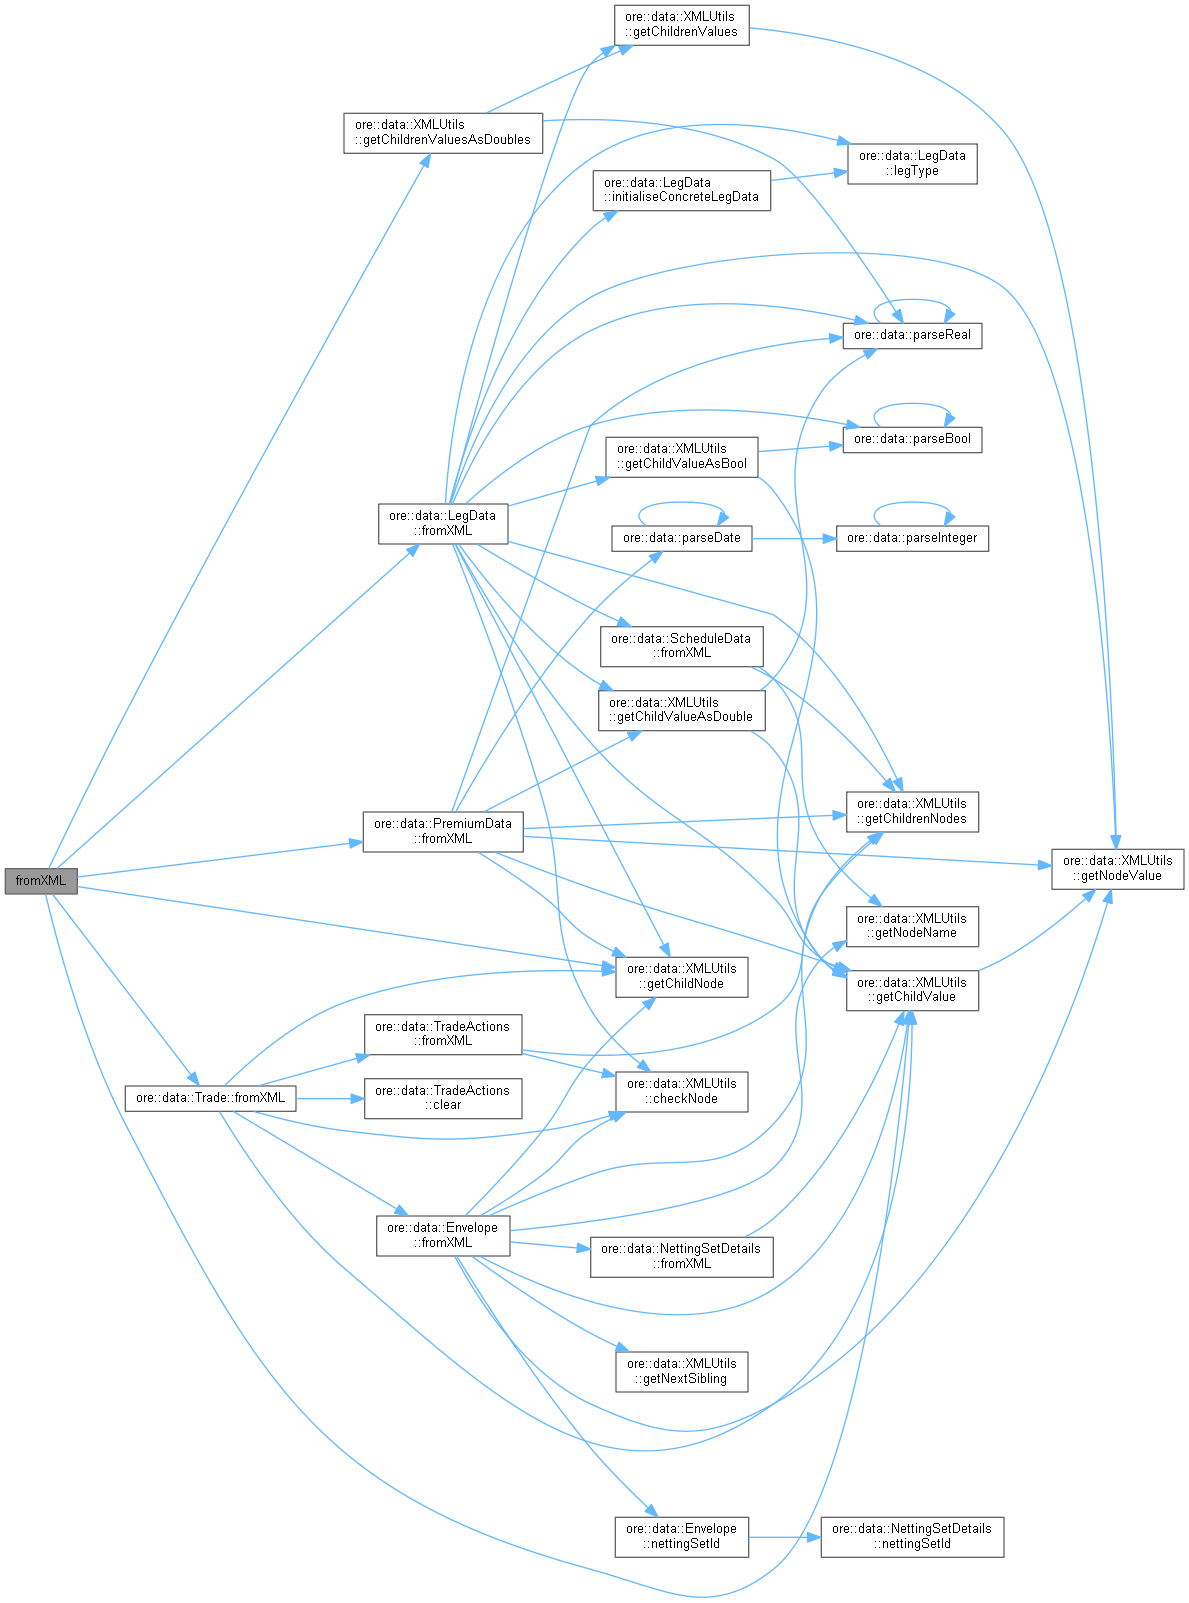 ore::data::XMLUtils
::getChildrenValues
ore::data::XMLUtils
::getChildrenValuesAsDoubles
ore::data::LegData
::legType
ore::data::LegData
::initialiseConcreteLegData
ore::data::parseReal
ore::data::parseBool
ore::data::XMLUtils
::getChildValueAsBool
ore::data::LegData
::fromXML
ore::data::parseDate
ore::data::parseInteger
ore::data::ScheduleData
::fromXML
ore::data::XMLUtils
::getChildValueAsDouble
ore::data::XMLUtils
::getChildrenNodes
ore::data::PremiumData
::fromXML
ore::data::XMLUtils
::getNodeValue
fromXML
ore::data::XMLUtils
::getNodeName
ore::data::XMLUtils
::getChildNode
ore::data::XMLUtils
::getChildValue
ore::data::TradeActions
::fromXML
ore::data::XMLUtils
::checkNode
ore::data::Trade::fromXML
ore::data::TradeActions
::clear
ore::data::Envelope
::fromXML
ore::data::NettingSetDetails
::fromXML
ore::data::XMLUtils
::getNextSibling
ore::data::Envelope
::nettingSetId
ore::data::NettingSetDetails
::nettingSetId